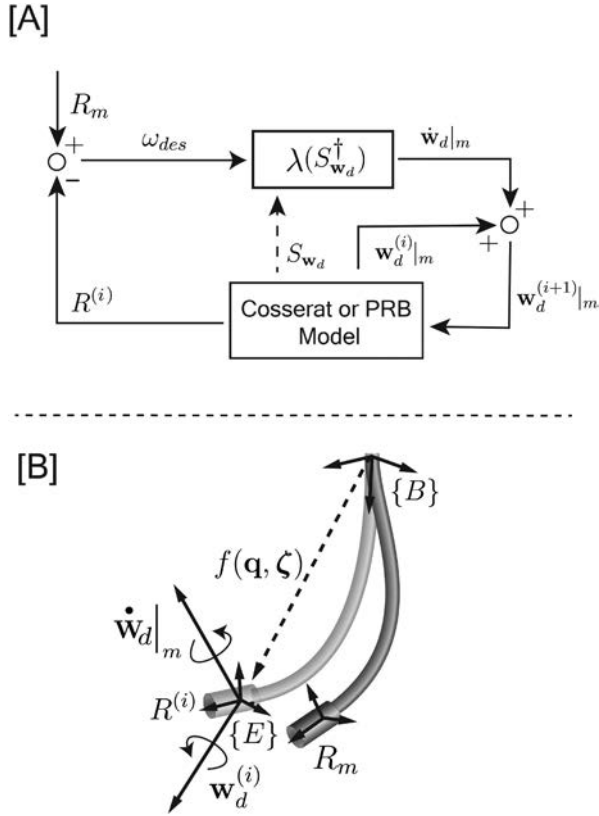 [A]
R_m
+
−
ω_des
λ(S†_{w_d})
ẇ_d|_m
+
+
S_{w_d}
w_d^{(i)}|_m
R^{(i)}
w_d^{(i+1)}|_m
Cosserat or PRB
Model
[B]
{B}
f(q, ζ)
ẇ_d|_m
R^{(i)}
{E}
R_m
w_d^{(i)}